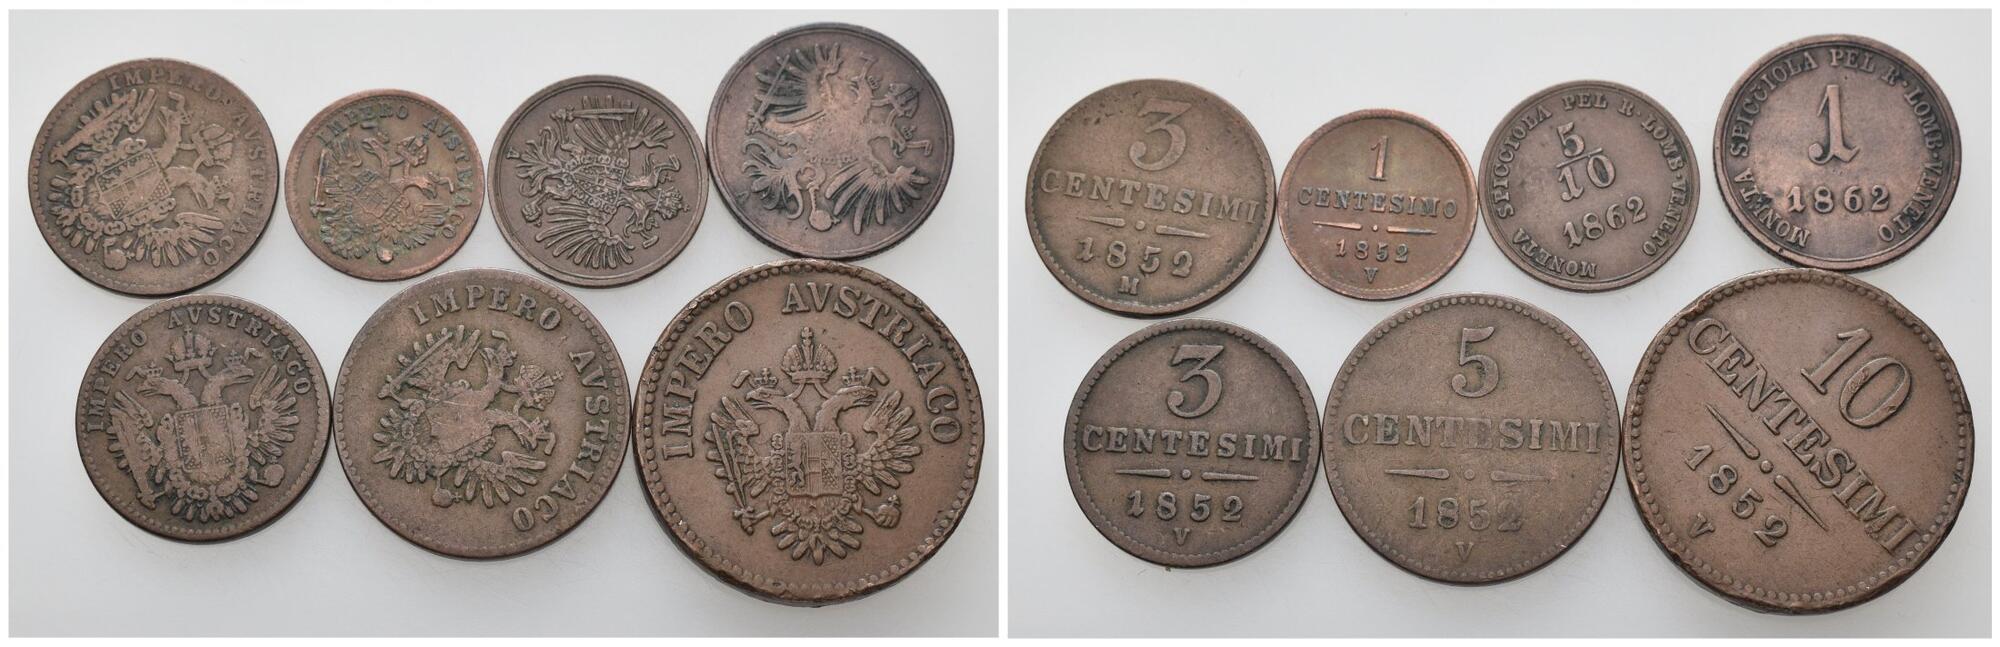 IMPERO AVSTRIACO
IMPERO AVSTRIACO
A
IMPERO AVSTRIACO
IMPERO AVSTRIACO
IMPERO AVSTRIACO
3
CENTESIMI
1852
M
1
CENTESIMO
1852
V
MONETA SPICCIOLA PEL R·LOMB·VENETO
5/10
1862
MONETA SPICCIOLA PEL R·LOMB·VENETO
1
1862
3
CENTESIMI
1852
V
5
CENTESIMI
1852
V
10
CENTESIMI
1852
V